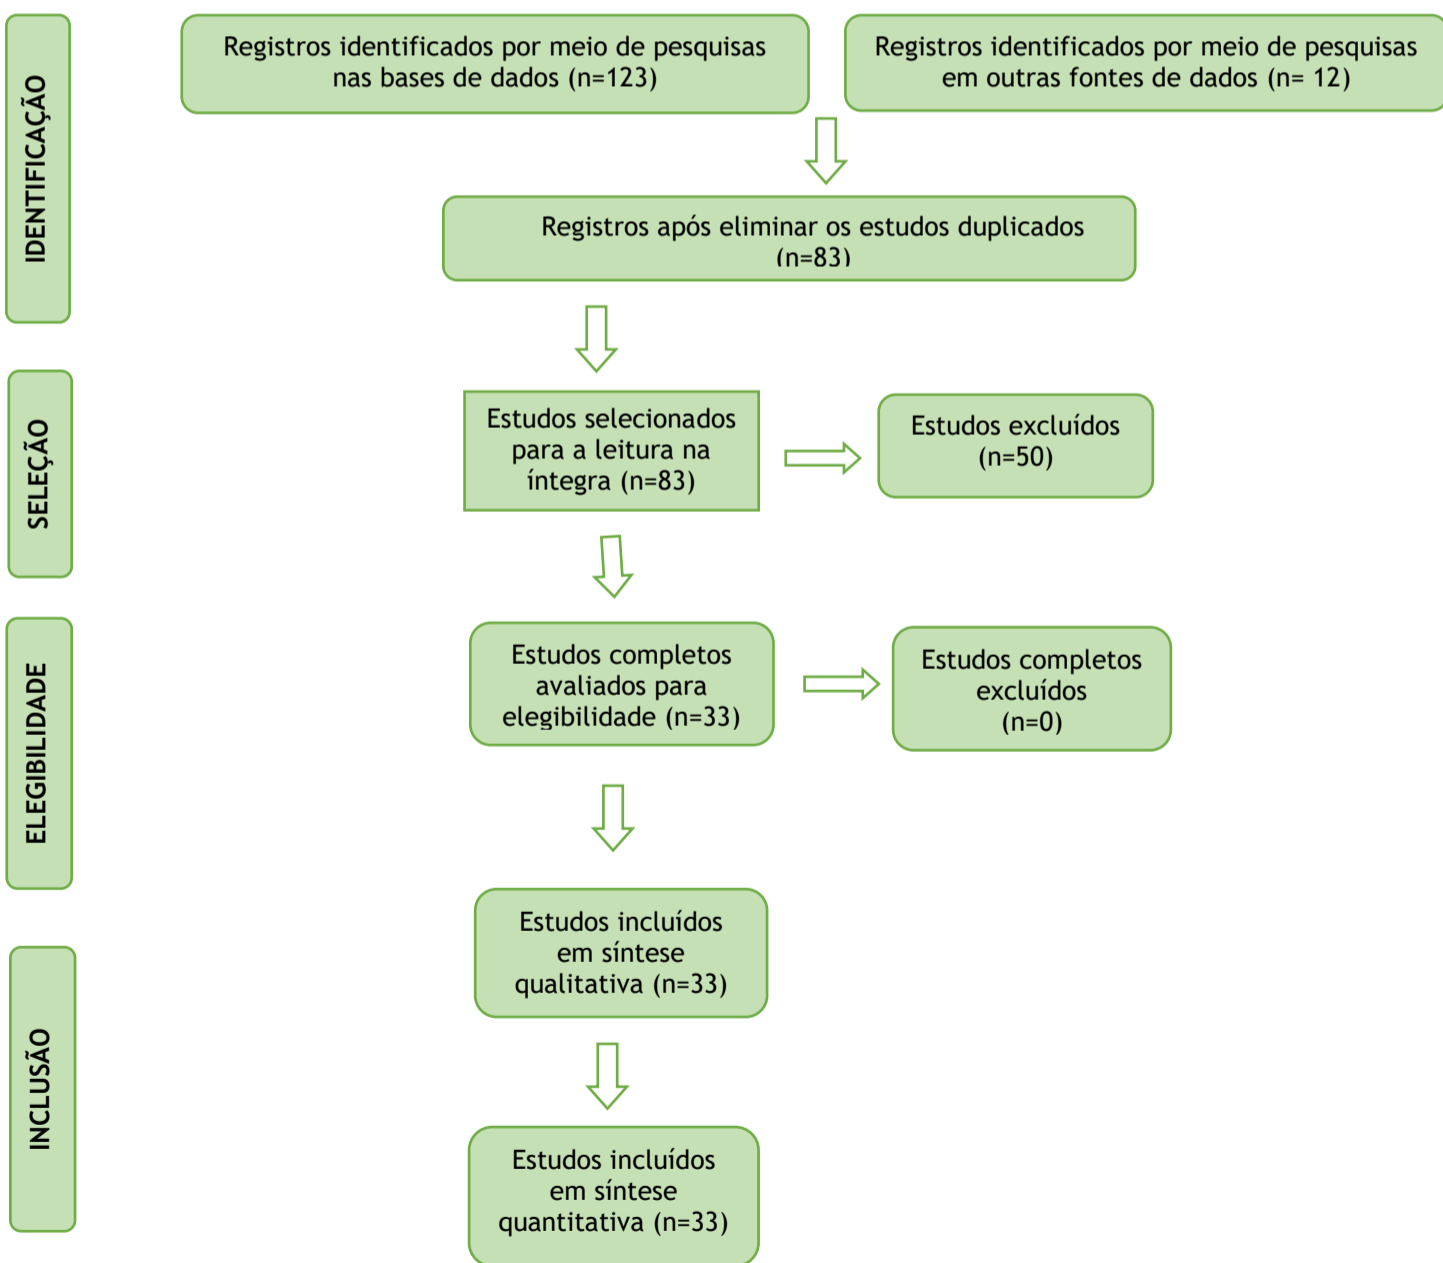 IDENTIFICAÇÃO
Registros identificados por meio de pesquisas
nas bases de dados (n=123)
Registros identificados por meio de pesquisas
em outras fontes de dados (n= 12)
Registros após eliminar os estudos duplicados
(n=83)
SELEÇÃO
Estudos selecionados
para a leitura na
íntegra (n=83)
Estudos excluídos
(n=50)
ELEGIBILIDADE
Estudos completos
avaliados para
elegibilidade (n=33)
Estudos completos
excluídos
(n=0)
INCLUSÃO
Estudos incluídos
em síntese
qualitativa (n=33)
Estudos incluídos
em síntese
quantitativa (n=33)